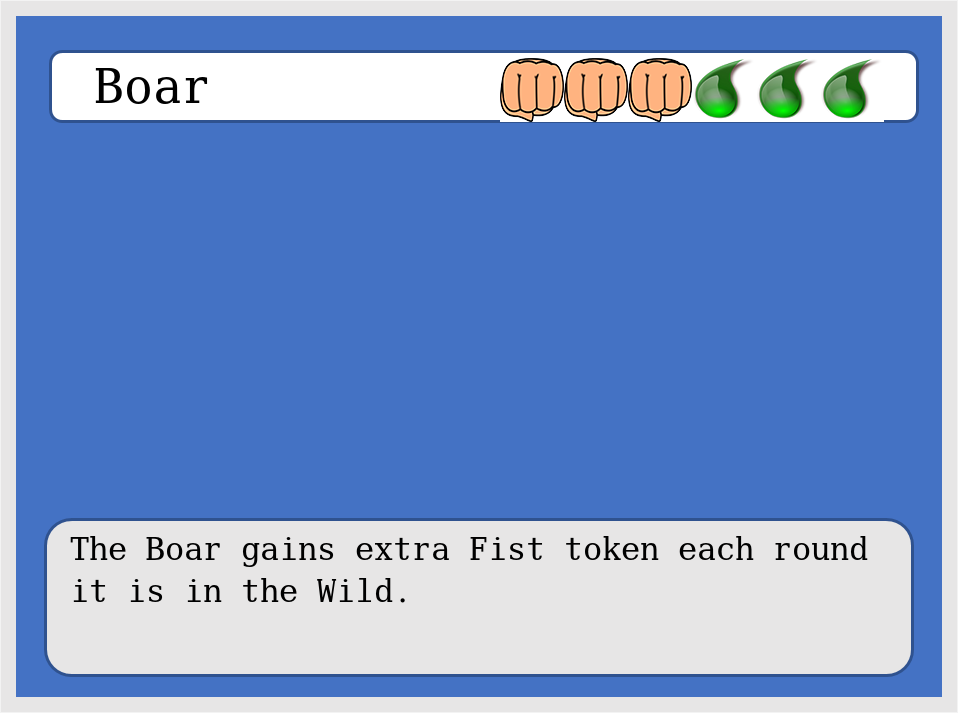 Boar
The Boar gains extra Fist token each round
it is in the Wild.